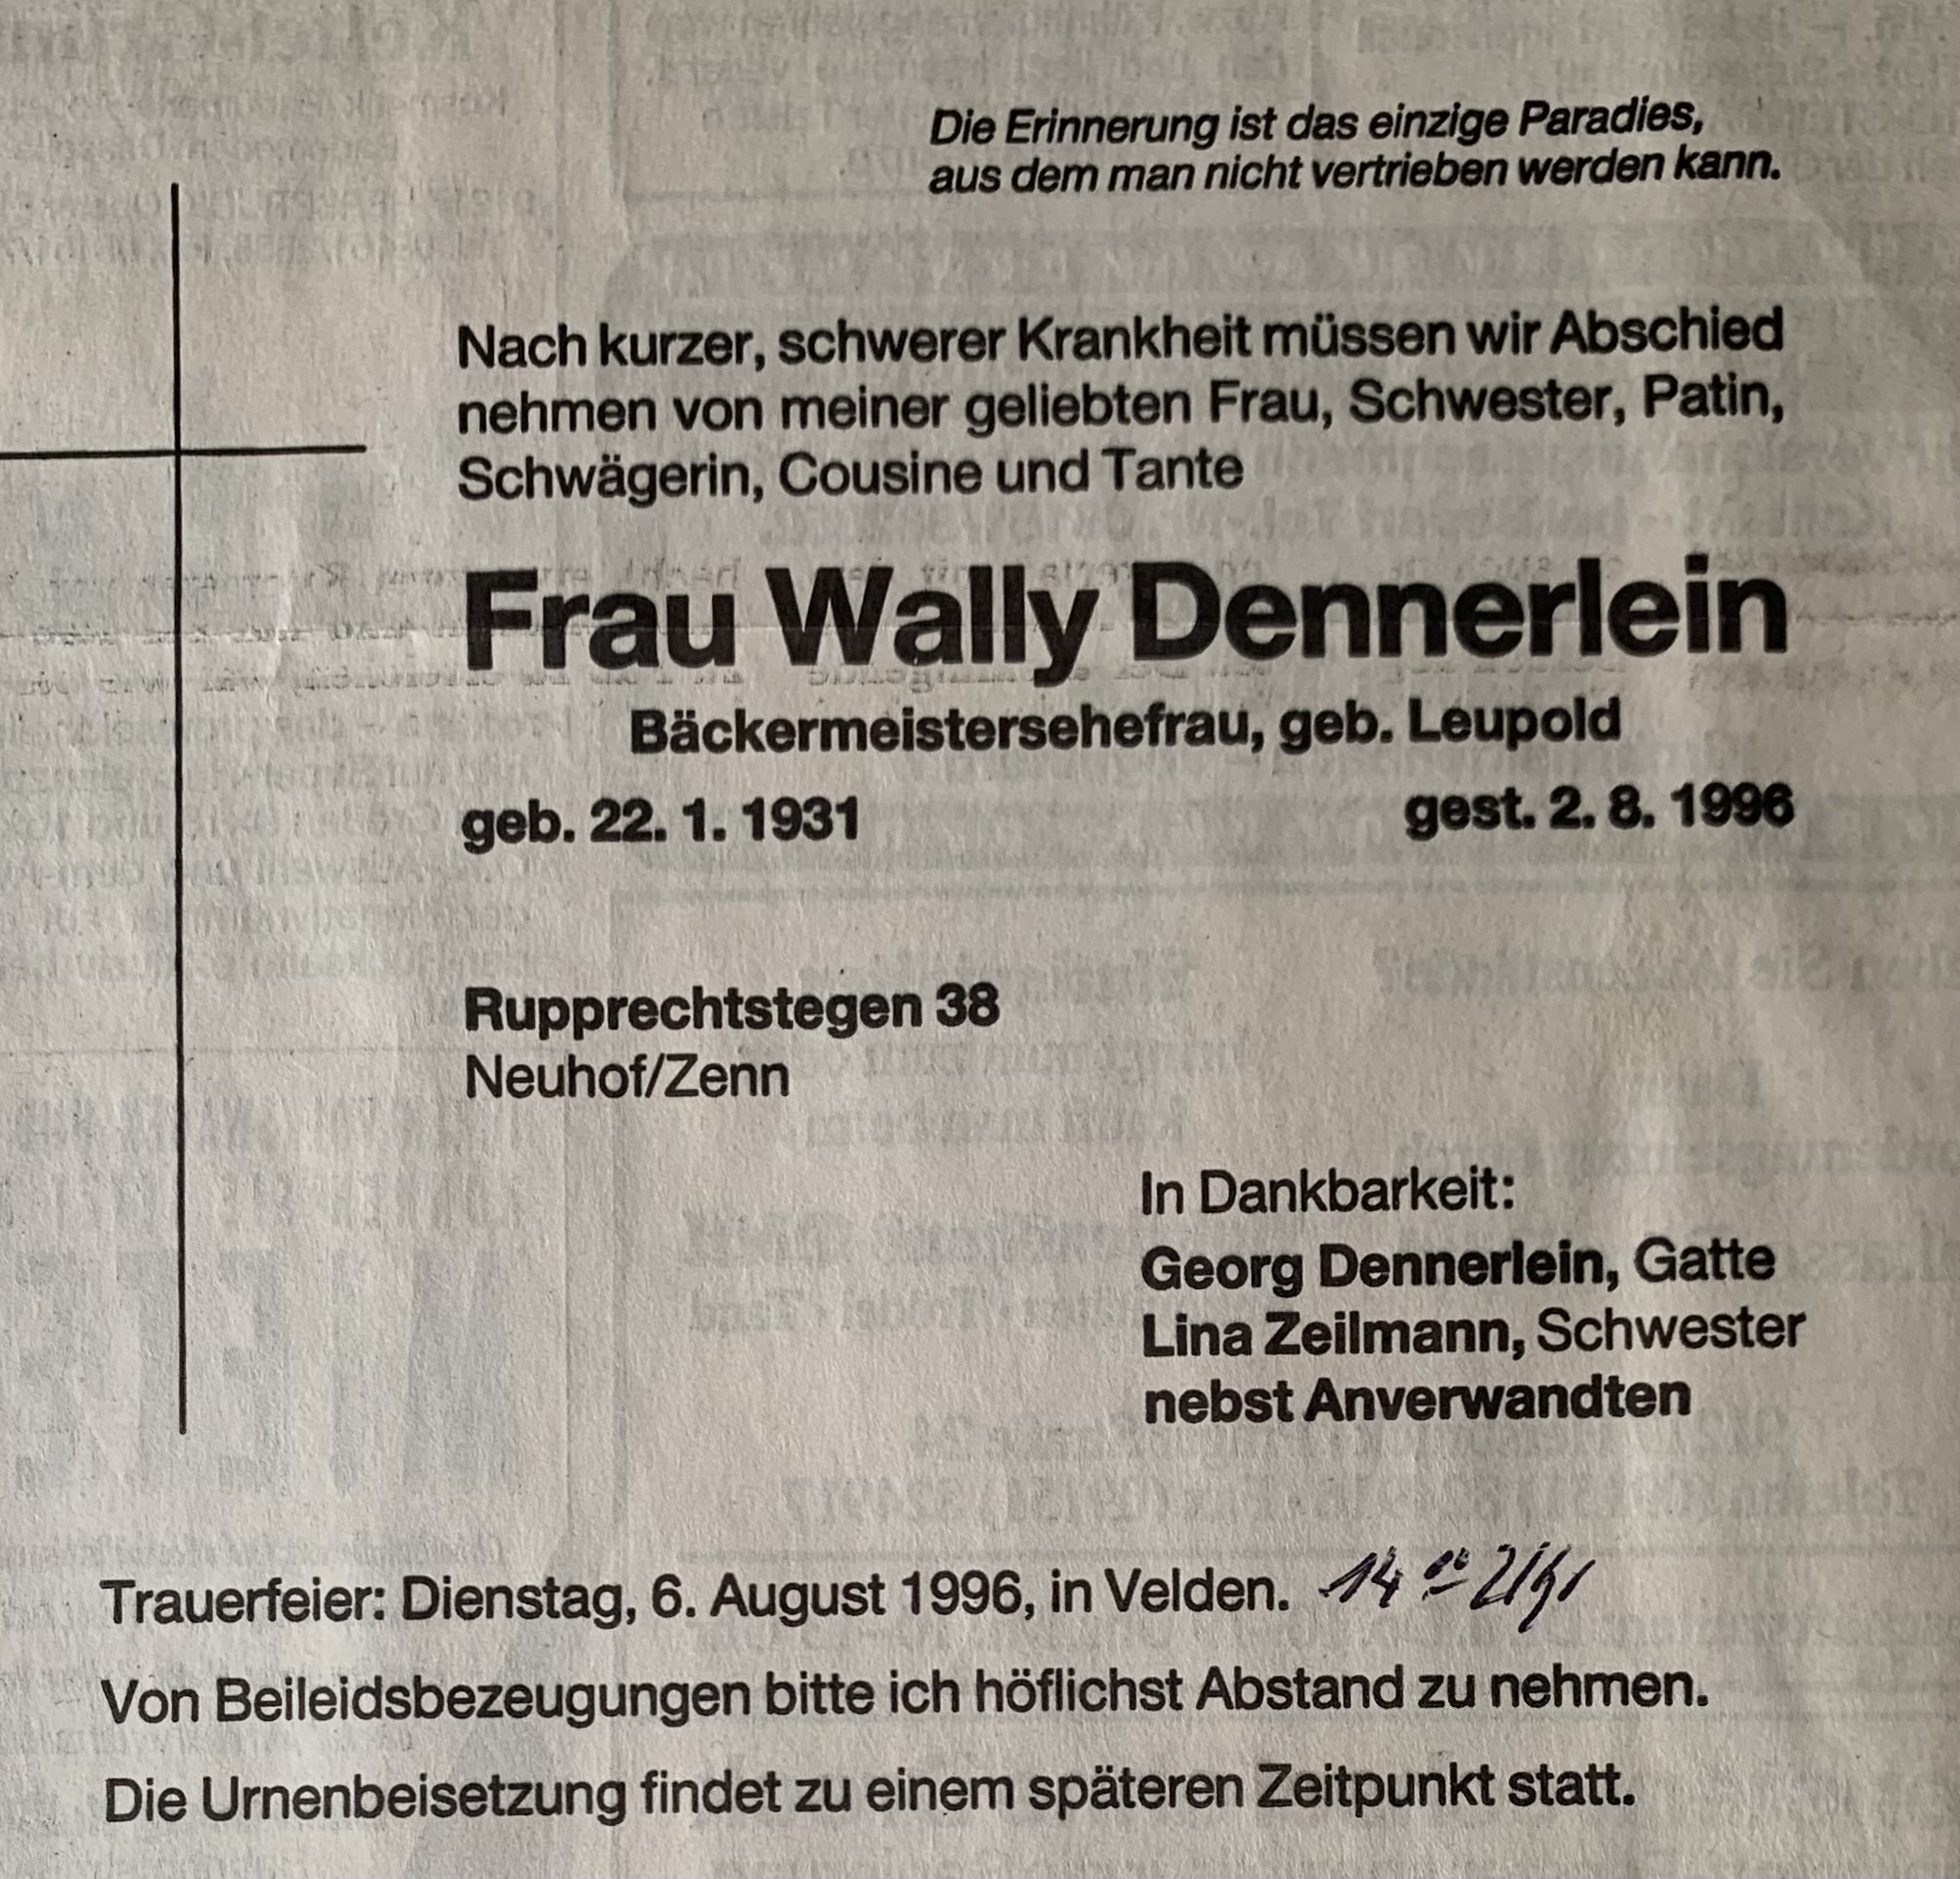 Die Erinnerung ist das einzige Paradies,
aus dem man nicht vertrieben werden kann.
Nach kurzer, schwerer Krankheit müssen wir Abschied
nehmen von meiner geliebten Frau, Schwester, Patin,
Schwägerin, Cousine und Tante
Frau Wally Dennerlein
Bäckermeistersehefrau, geb. Leupold
geb. 22. 1. 1931 gest. 2. 8. 1996
Rupprechtstegen 38
Neuhof/Zenn
In Dankbarkeit:
Georg Dennerlein, Gatte
Lina Zeilmann, Schwester
nebst Anverwandten
Trauerfeier: Dienstag, 6. August 1996, in Velden. 14 00 Uhr
Von Beileidsbezeugungen bitte ich höflichst Abstand zu nehmen.
Die Urnenbeisetzung findet zu einem späteren Zeitpunkt statt.